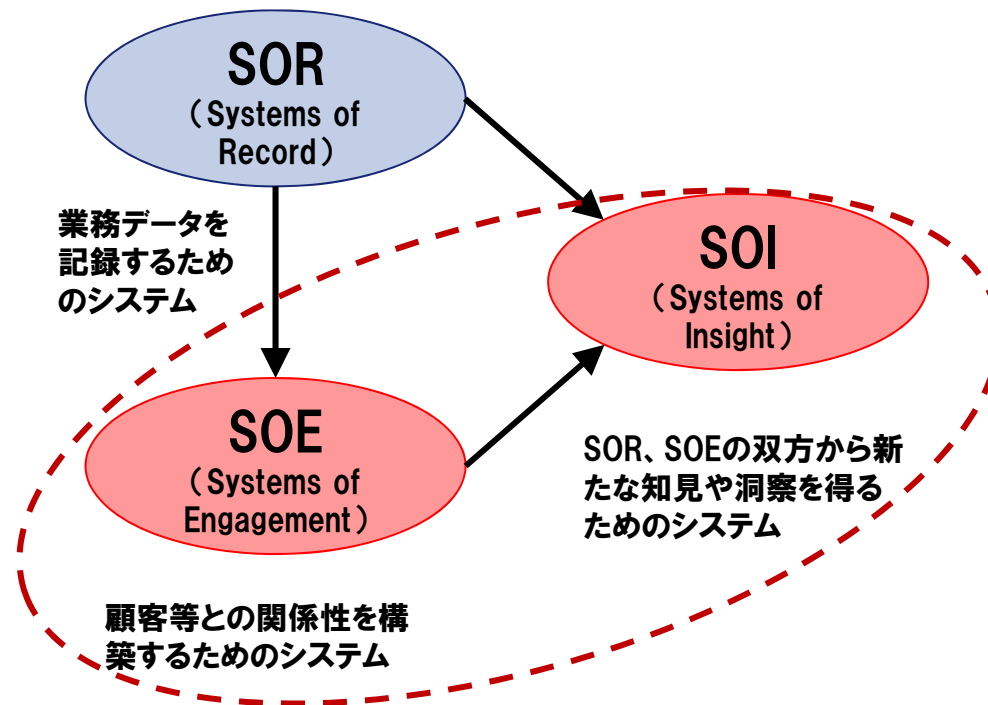 SOR
（Systems of
Record）
業務データを
記録するため
のシステム
SOI
（Systems of
Insight）
SOE
（Systems of
Engagement）
SOR、SOEの双方から新
たな知見や洞察を得る
ためのシステム
顧客等との関係性を構
築するためのシステム